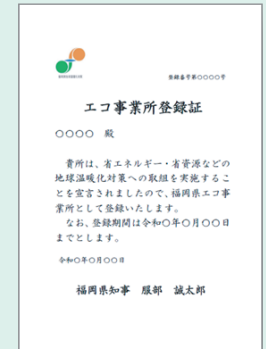 登録番号第〇〇〇〇号
エコ事業所登録証
〇〇〇〇 殿
貴所は、省エネルギー・省資源などの
地球温暖化対策への取組を実施するこ
とを宣言されましたので、福岡県エコ事
業所として登録いたします。
なお、登録期間は令和〇年〇月〇〇日
までとします。
令和〇年〇月〇〇日
福岡県知事 服部 誠太郎